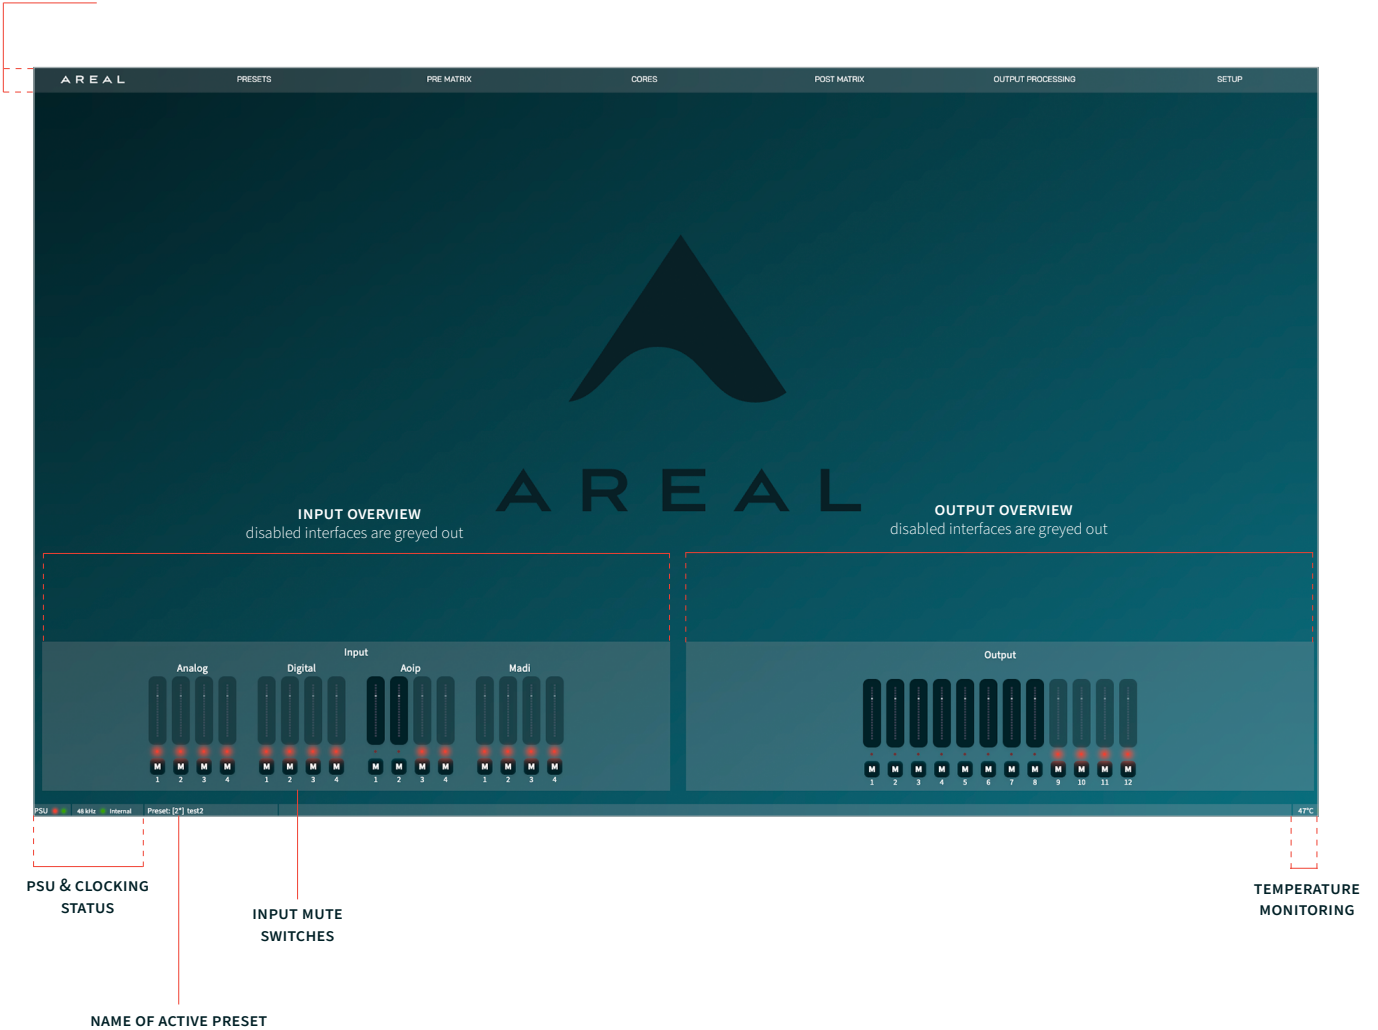 AREAL PRESETS PRE MATRIX CORES POST MATRIX OUTPUT PROCESSING SETUP
AREAL
INPUT OVERVIEW
disabled interfaces are greyed out
OUTPUT OVERVIEW
disabled interfaces are greyed out
Input
Analog Digital Aoip Madi
M M M M M M M M M M M M M M M M
1 2 3 4 1 2 3 4 1 2 3 4 1 2 3 4
Output
M M M M M M M M M M M M
1 2 3 4 5 6 7 8 9 10 11 12
PSU 48 kHz Internal Preset: [2*] test2 47°C
PSU & CLOCKING
STATUS
INPUT MUTE
SWITCHES
TEMPERATURE
MONITORING
NAME OF ACTIVE PRESET